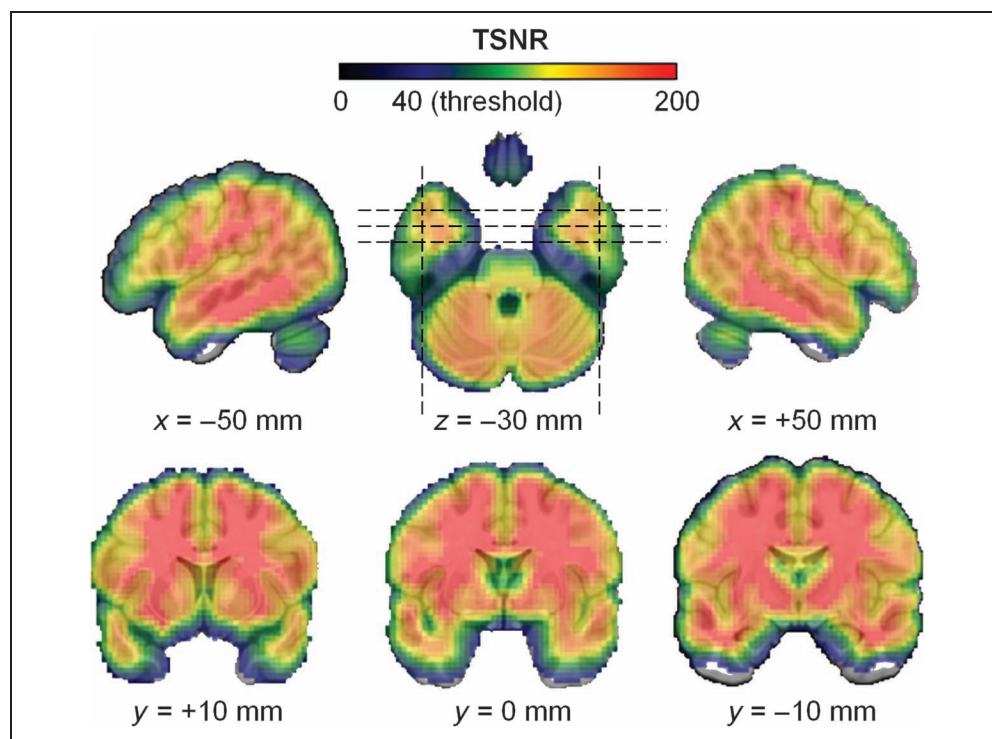 TSNR
0 40 (threshold) 200
x = –50 mm z = –30 mm x = +50 mm
y = +10 mm y = 0 mm y = –10 mm